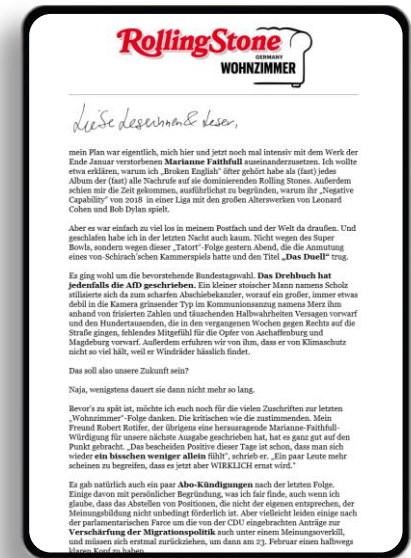 RollingStone
GERMANY
WOHNZIMMER
Liebe Leserinnen & Leser,
mein Plan war eigentlich, mich hier und jetzt noch mal intensiv mit dem Werk der
Ende Januar verstorbenen Marianne Faithfull auseinanderzusetzen. Ich wollte
etwa erklären, warum ich „Broken English" öfter gehört habe als (fast) jedes
Album der (fast) alle Nachrufe auf sie dominierenden Rolling Stones. Außerdem
schien mir die Zeit gekommen, ausführlichst zu begründen, warum ihr „Negative
Capability" von 2018 in einer Liga mit den großen Alterswerken von Leonard
Cohen und Bob Dylan spielt.
Aber es war einfach zu viel los in meinem Postfach und der Welt da draußen. Und
geschlafen habe ich in der letzten Nacht auch kaum. Nicht wegen des Super
Bowls, sondern wegen dieser „Tatort"-Folge gestern Abend, die die Anmutung
eines von-Schirach'schen Kammerspiels hatte und den Titel „Das Duell" trug.
Es ging wohl um die bevorstehende Bundestagswahl. Das Drehbuch hat
jedenfalls die AfD geschrieben. Ein kleiner stoischer Mann namens Scholz
stilisierte sich da zum scharfen Abschiebekanzler, worauf ein großer, immer etwas
debil in die Kamera grinsender Typ im Kommunionsanzug namens Merz ihm
anhand von frisierten Zahlen und täuschenden Halbwahrheiten Versagen vorwarf
und den Hunderttausenden, die in den vergangenen Wochen gegen Rechts auf die
Straße gingen, fehlendes Mitgefühl für die Opfer von Aschaffenburg und
Magdeburg vorwarf. Außerdem erfuhren wir von ihm, dass er von Klimaschutz
nicht so viel hält, weil er Windräder hässlich findet.
Das soll also unsere Zukunft sein?
Naja, wenigstens dauert sie dann nicht mehr so lang.
Bevor's zu spät ist, möchte ich euch noch für die vielen Zuschriften zur letzten
„Wohnzimmer"-Folge danken. Die kritischen wie die zustimmenden. Mein
Freund Robert Rotifer, der übrigens eine herausragende Marianne-Faithfull-
Würdigung für unsere nächste Ausgabe geschrieben hat, hat es ganz gut auf den
Punkt gebracht. „Das bescheiden Positive dieser Tage ist schon, dass man sich
wieder ein bisschen weniger allein fühlt", schrieb er. „Ein paar Leute mehr
scheinen zu begreifen, dass es jetzt aber WIRKLICH ernst wird."
Es gab natürlich auch ein paar Abo-Kündigungen nach der letzten Folge.
Einige davon mit persönlicher Begründung, was ich fair finde, auch wenn ich
glaube, dass das Abstellen von Positionen, die nicht der eigenen entsprechen, der
Meinungsbildung nicht unbedingt förderlich ist. Aber vielleicht leiden einige nach
der parlamentarischen Farce um die von der CDU eingebrachten Anträge zur
Verschärfung der Migrationspolitik auch unter einem Meinungsoverkill,
und müssen sich erstmal zurückziehen, um dann am 23. Februar einen halbwegs
klaren Kopf zu haben.